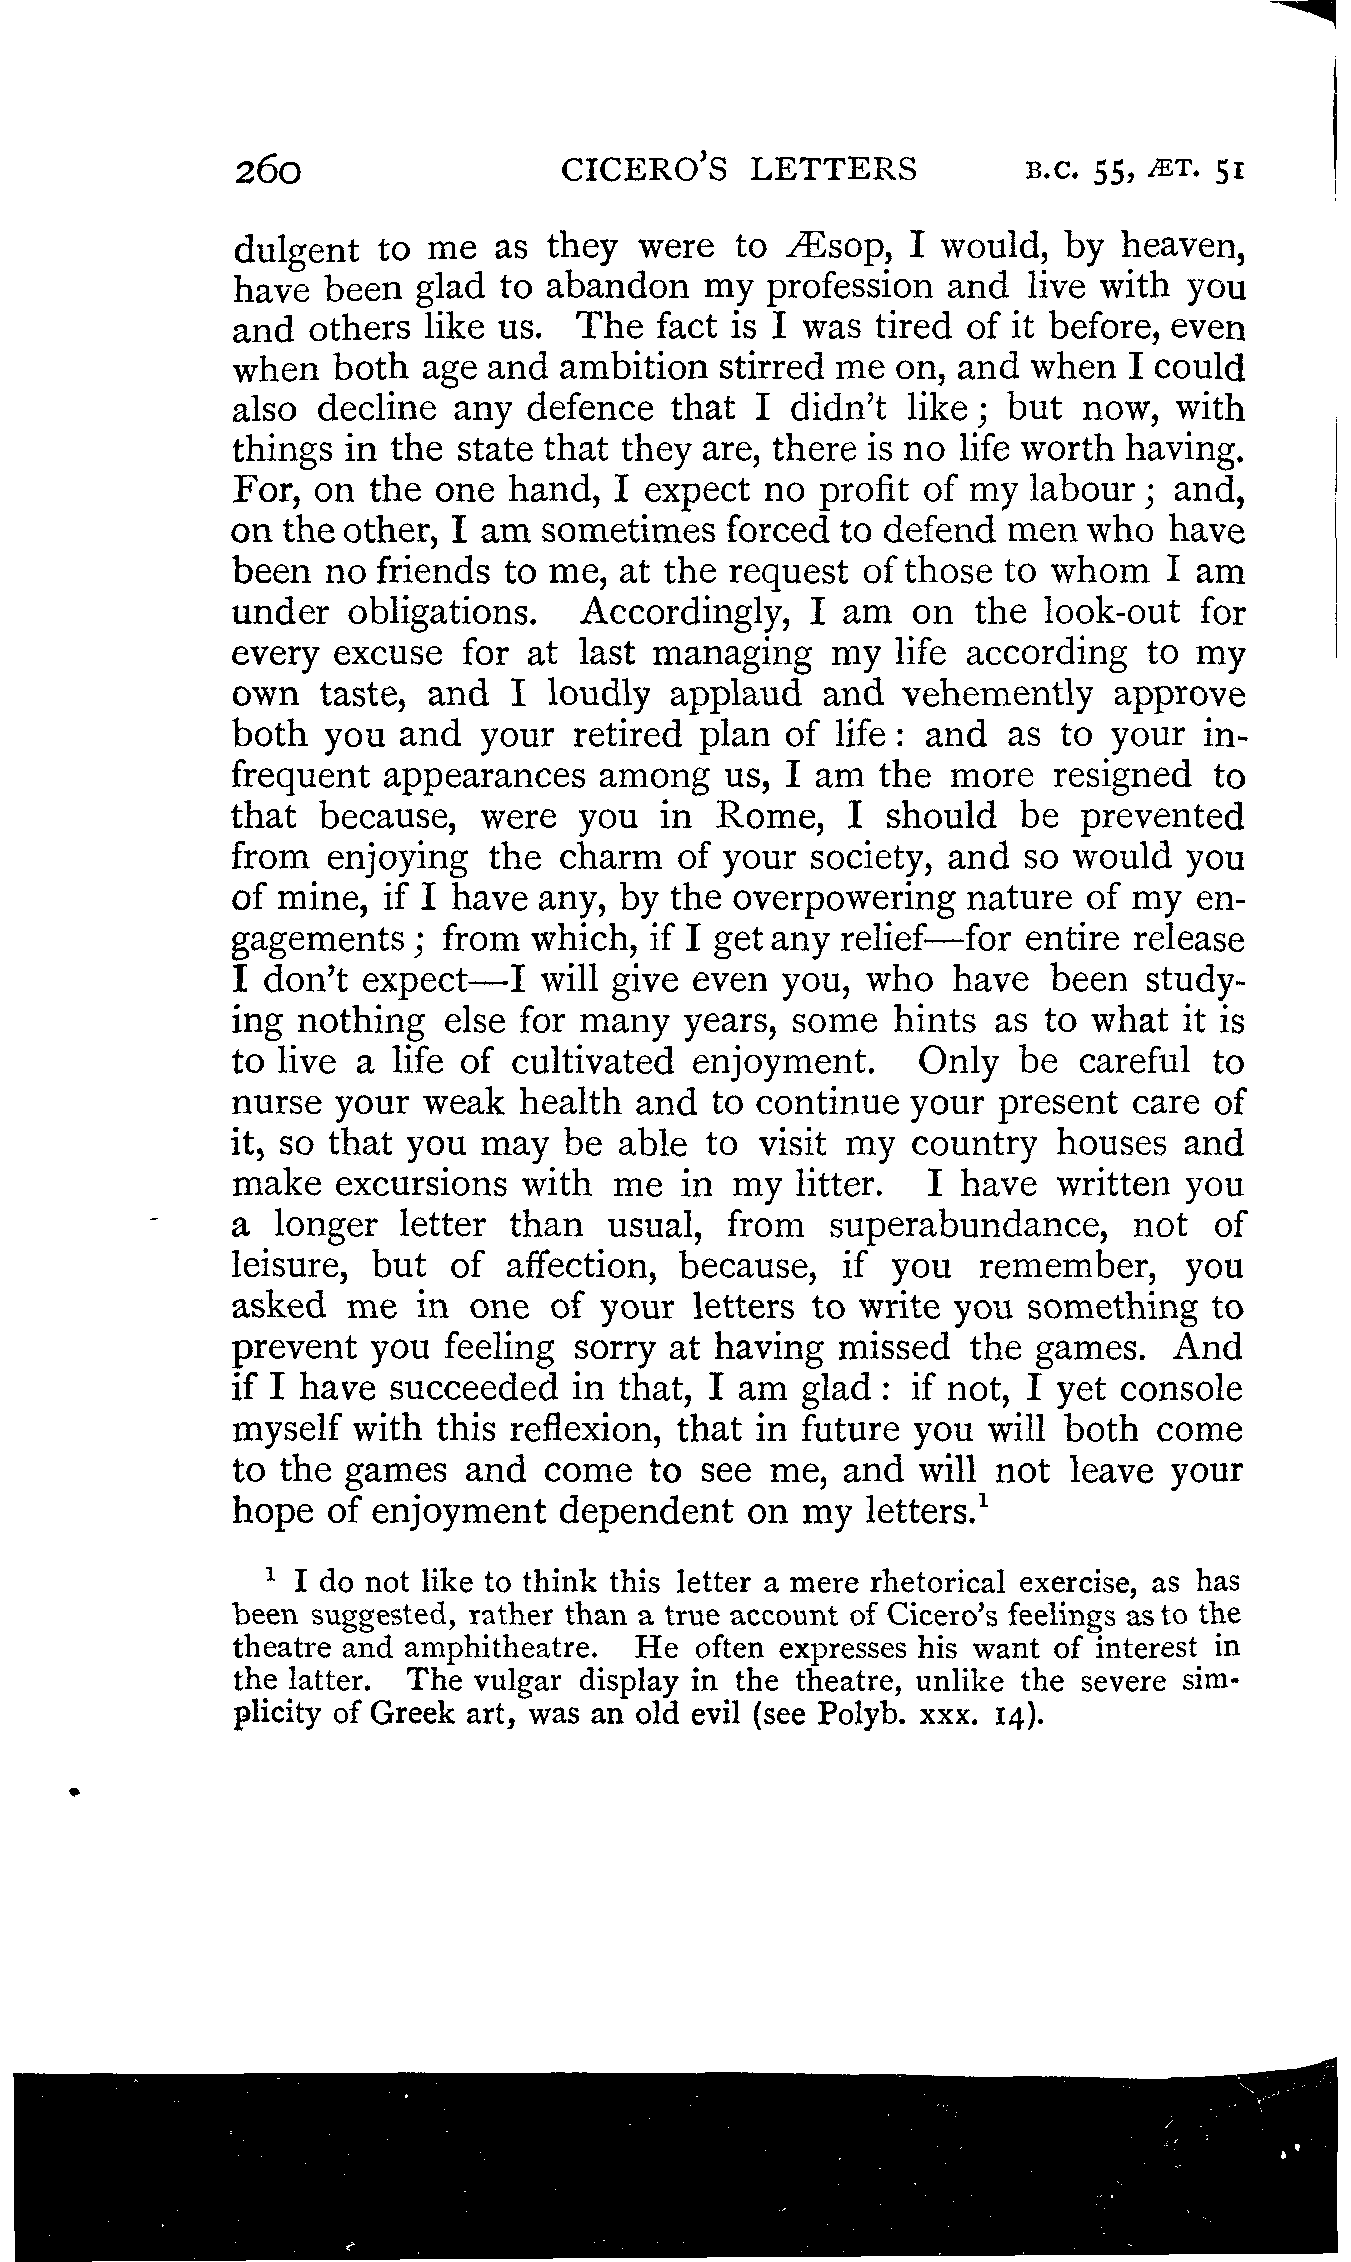 260 CICERO'S LETTERS B.C. 55, ÆT. 51
dulgent to me as they were to Æsop, I would, by heaven,
have been glad to abandon my profession and live with you
and others like us. The fact is I was tired of it before, even
when both age and ambition stirred me on, and when I could
also decline any defence that I didn't like; but now, with
things in the state that they are, there is no life worth having.
For, on the one hand, I expect no profit of my labour; and,
on the other, I am sometimes forced to defend men who have
been no friends to me, at the request of those to whom I am
under obligations. Accordingly, I am on the look-out for
every excuse for at last managing my life according to my
own taste, and I loudly applaud and vehemently approve
both you and your retired plan of life: and as to your in-
frequent appearances among us, I am the more resigned to
that because, were you in Rome, I should be prevented
from enjoying the charm of your society, and so would you
of mine, if I have any, by the overpowering nature of my en-
gagements; from which, if I get any relief—for entire release
I don't expect—I will give even you, who have been study-
ing nothing else for many years, some hints as to what it is
to live a life of cultivated enjoyment. Only be careful to
nurse your weak health and to continue your present care of
it, so that you may be able to visit my country houses and
make excursions with me in my litter. I have written you
a longer letter than usual, from superabundance, not of
leisure, but of affection, because, if you remember, you
asked me in one of your letters to write you something to
prevent you feeling sorry at having missed the games. And
if I have succeeded in that, I am glad: if not, I yet console
myself with this reflexion, that in future you will both come
to the games and come to see me, and will not leave your
hope of enjoyment dependent on my letters.¹
¹ I do not like to think this letter a mere rhetorical exercise, as has
been suggested, rather than a true account of Cicero's feelings as to the
theatre and amphitheatre. He often expresses his want of interest in
the latter. The vulgar display in the theatre, unlike the severe sim-
plicity of Greek art, was an old evil (see Polyb. xxx. 14).